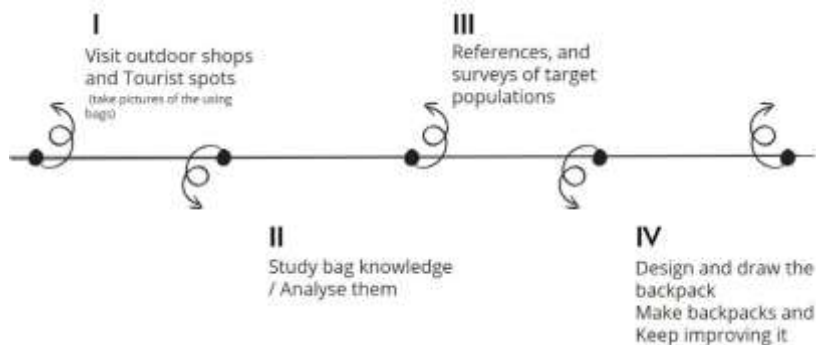 I
Visit outdoor shops
and Tourist spots
(take pictures of the using
bags)
II
Study bag knowledge
/ Analyse them
III
References, and
surveys of target
populations
IV
Design and draw the
backpack
Make backpacks and
Keep improving it